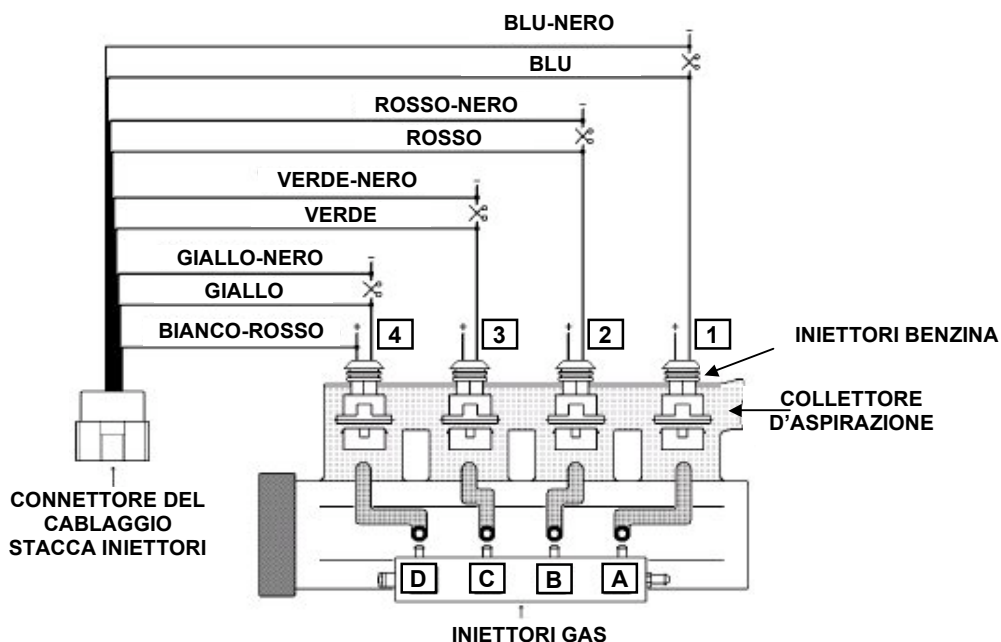 BLU-NERO
BLU
ROSSO-NERO
ROSSO
VERDE-NERO
VERDE
GIALLO-NERO
GIALLO
BIANCO-ROSSO
4
3
2
1
INIETTORI BENZINA
COLLETTORE
D'ASPIRAZIONE
CONNETTORE DEL
CABLAGGIO
STACCA INIETTORI
D
C
B
A
INIETTORI GAS